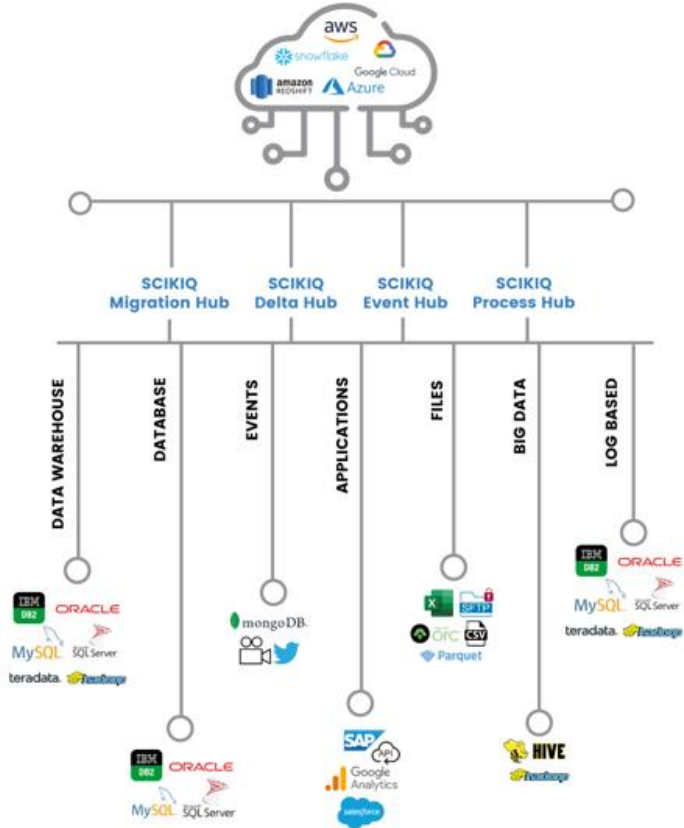 aws
snowflake
Google Cloud
amazon
REDSHIFT
Azure
SCIKIQ
Migration Hub
SCIKIQ
Delta Hub
SCIKIQ
Event Hub
SCIKIQ
Process Hub
DATA WAREHOUSE
DATABASE
EVENTS
APPLICATIONS
FILES
BIG DATA
LOG BASED
IBM
DB2
ORACLE
MySQL
SQL Server
teradata.
hadoop
IBM
DB2
ORACLE
MySQL
SQL Server
mongoDB
SAP
API
Google
Analytics
salesforce
X
SFTP
ORC
CSV
Parquet
HIVE
hadoop
IBM
DB2
ORACLE
MySQL
SQL Server
teradata.
hadoop